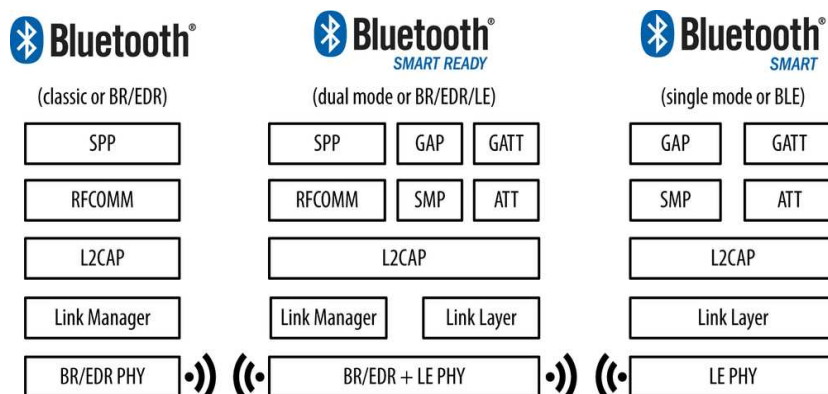 Bluetooth®
(classic or BR/EDR)
SPP
RFCOMM
L2CAP
Link Manager
BR/EDR PHY
Bluetooth®
SMART READY
(dual mode or BR/EDR/LE)
SPP GAP GATT
RFCOMM SMP ATT
L2CAP
Link Manager Link Layer
BR/EDR + LE PHY
Bluetooth®
SMART
(single mode or BLE)
GAP GATT
SMP ATT
L2CAP
Link Layer
LE PHY